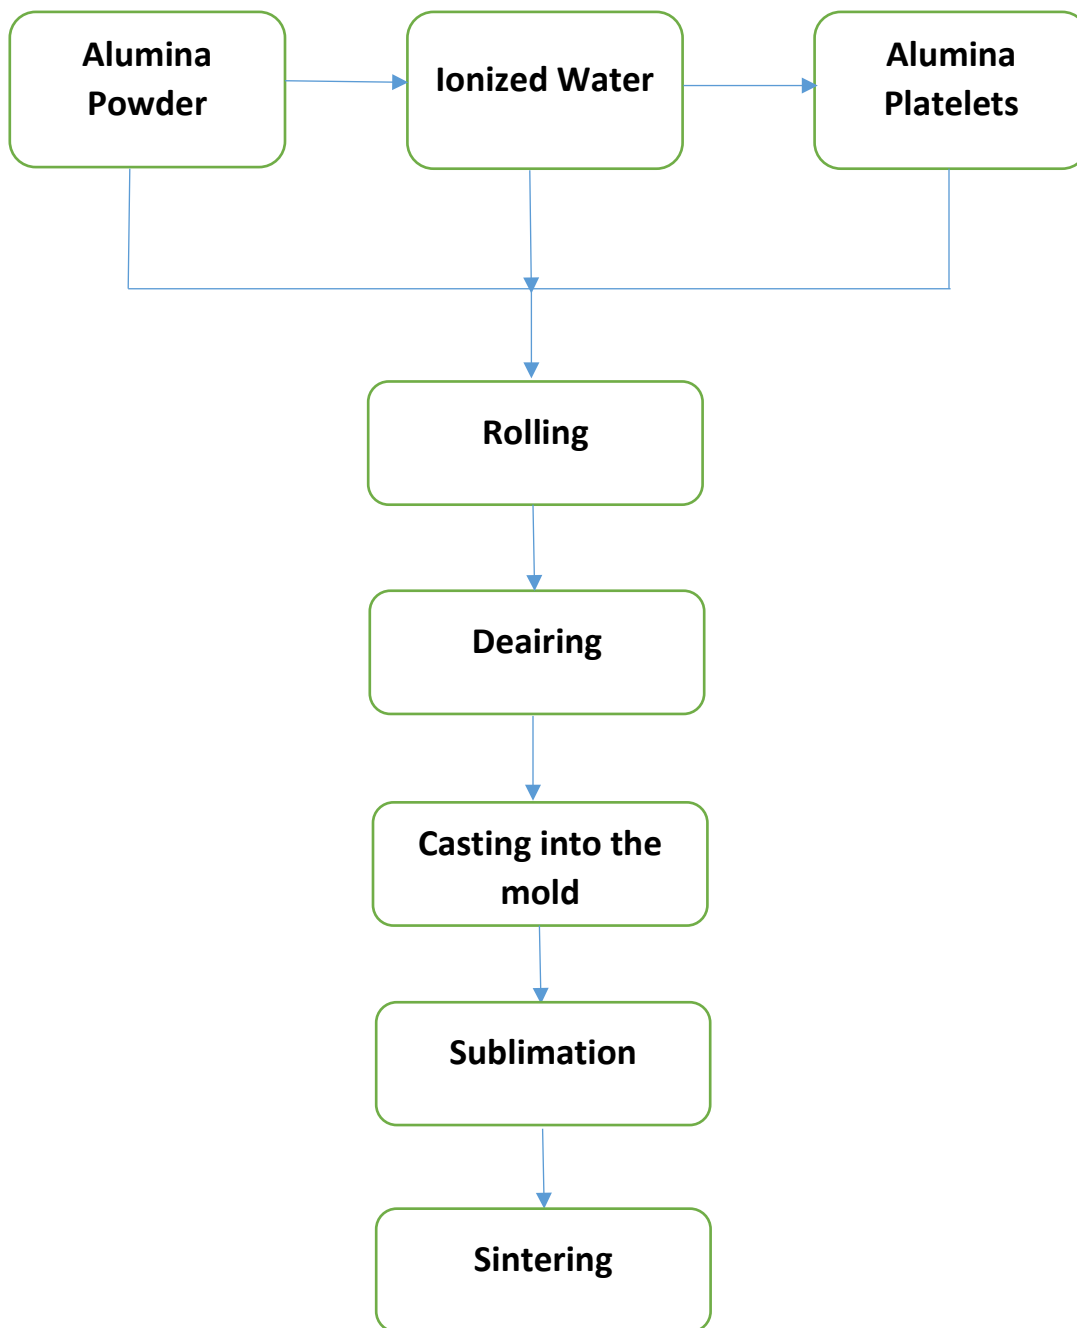 Alumina
Powder
Ionized Water
Alumina
Platelets
Rolling
Deairing
Casting into the
mold
Sublimation
Sintering